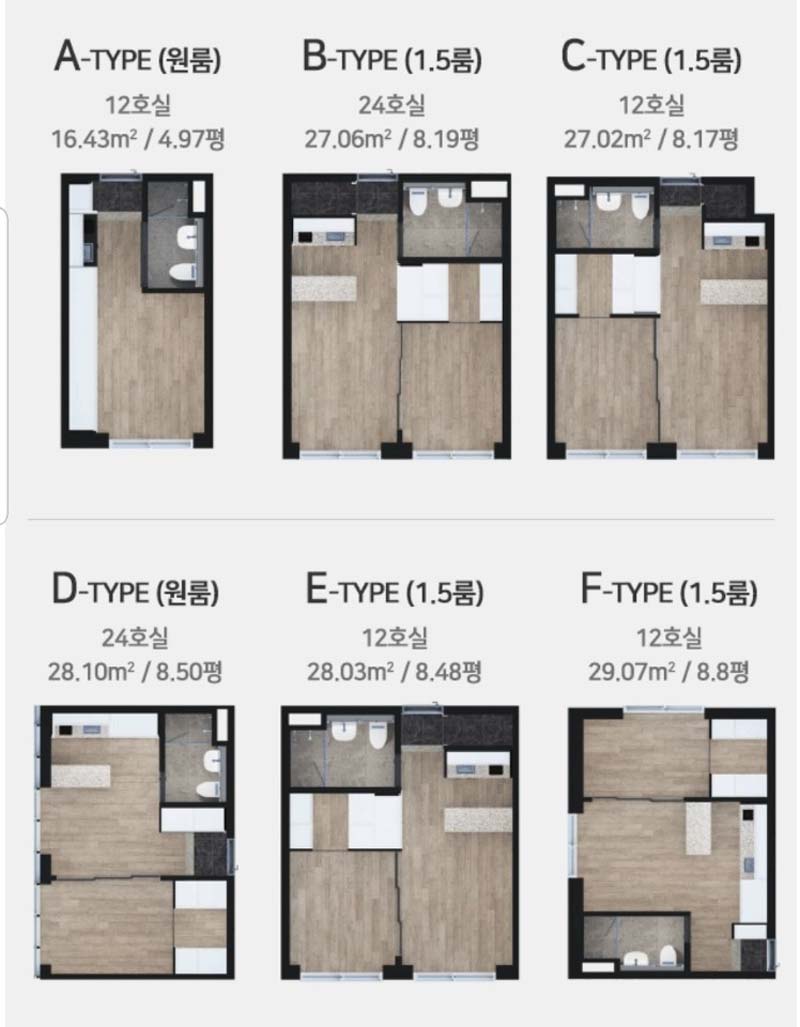 A-TYPE (원룸)
12호실
16.43m² / 4.97평
B-TYPE (1.5룸)
24호실
27.06m² / 8.19평
C-TYPE (1.5룸)
12호실
27.02m² / 8.17평
D-TYPE (원룸)
24호실
28.10m² / 8.50평
E-TYPE (1.5룸)
12호실
28.03m² / 8.48평
F-TYPE (1.5룸)
12호실
29.07m² / 8.8평